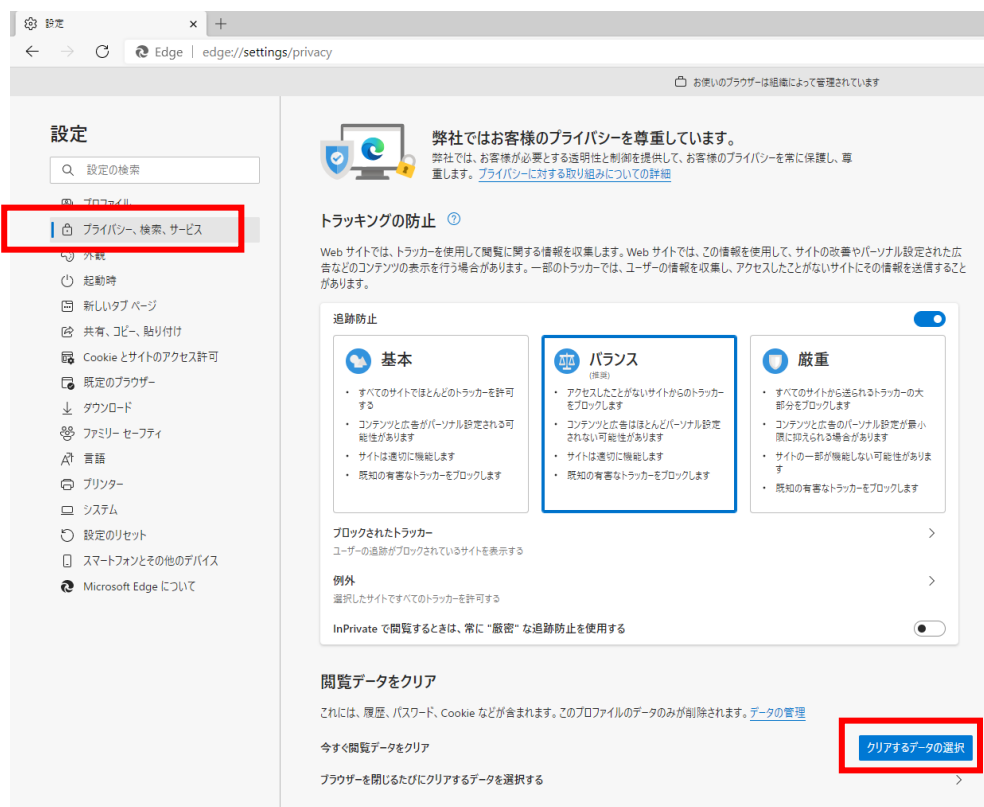 設定
Edge | edge://settings/privacy
お使いのブラウザーは組織によって管理されています
設定
設定の検索
プロファイル
プライバシー、検索、サービス
外観
起動時
新しいタブ ページ
共有、コピー、貼り付け
Cookie とサイトのアクセス許可
既定のブラウザー
ダウンロード
ファミリー セーフティ
言語
プリンター
システム
設定のリセット
スマートフォンとその他のデバイス
Microsoft Edge について
弊社ではお客様のプライバシーを尊重しています。
弊社では、お客様が必要とする透明性と制御を提供して、お客様のプライバシーを常に保護し、尊
重します。 プライバシーに対する取り組みについての詳細
トラッキングの防止
Web サイトでは、トラッカーを使用して閲覧に関する情報を収集します。Web サイトでは、この情報を使用して、サイトの改善やパーソナル設定された広
告などのコンテンツの表示を行う場合があります。一部のトラッカーでは、ユーザーの情報を収集し、アクセスしたことがないサイトにその情報を送信すること
があります。
追跡防止
基本
・ すべてのサイトでほとんどのトラッカーを許可
する
・ コンテンツと広告がパーソナル設定される可
能性があります
・ サイトは適切に機能します
・ 既知の有害なトラッカーをブロックします
バランス
(推奨)
・ アクセスしたことがないサイトからのトラッカー
をブロックします
・ コンテンツと広告はほとんどパーソナル設定
されない可能性があります
・ サイトは適切に機能します
・ 既知の有害なトラッカーをブロックします
厳重
・ すべてのサイトから送られるトラッカーの大
部分をブロックします
・ コンテンツと広告のパーソナル設定が最小
限に抑えられる場合があります
・ サイトの一部が機能しない可能性がありま
す
・ 既知の有害なトラッカーをブロックします
ブロックされたトラッカー
ユーザーの追跡がブロックされているサイトを表示する
例外
選択したサイトですべてのトラッカーを許可する
InPrivate で閲覧するときは、常に "厳密" な追跡防止を使用する
閲覧データをクリア
これには、履歴、パスワード、Cookie などが含まれます。このプロファイルのデータのみが削除されます。データの管理
今すぐ閲覧データをクリア
クリアするデータの選択
ブラウザーを閉じるたびにクリアするデータを選択する